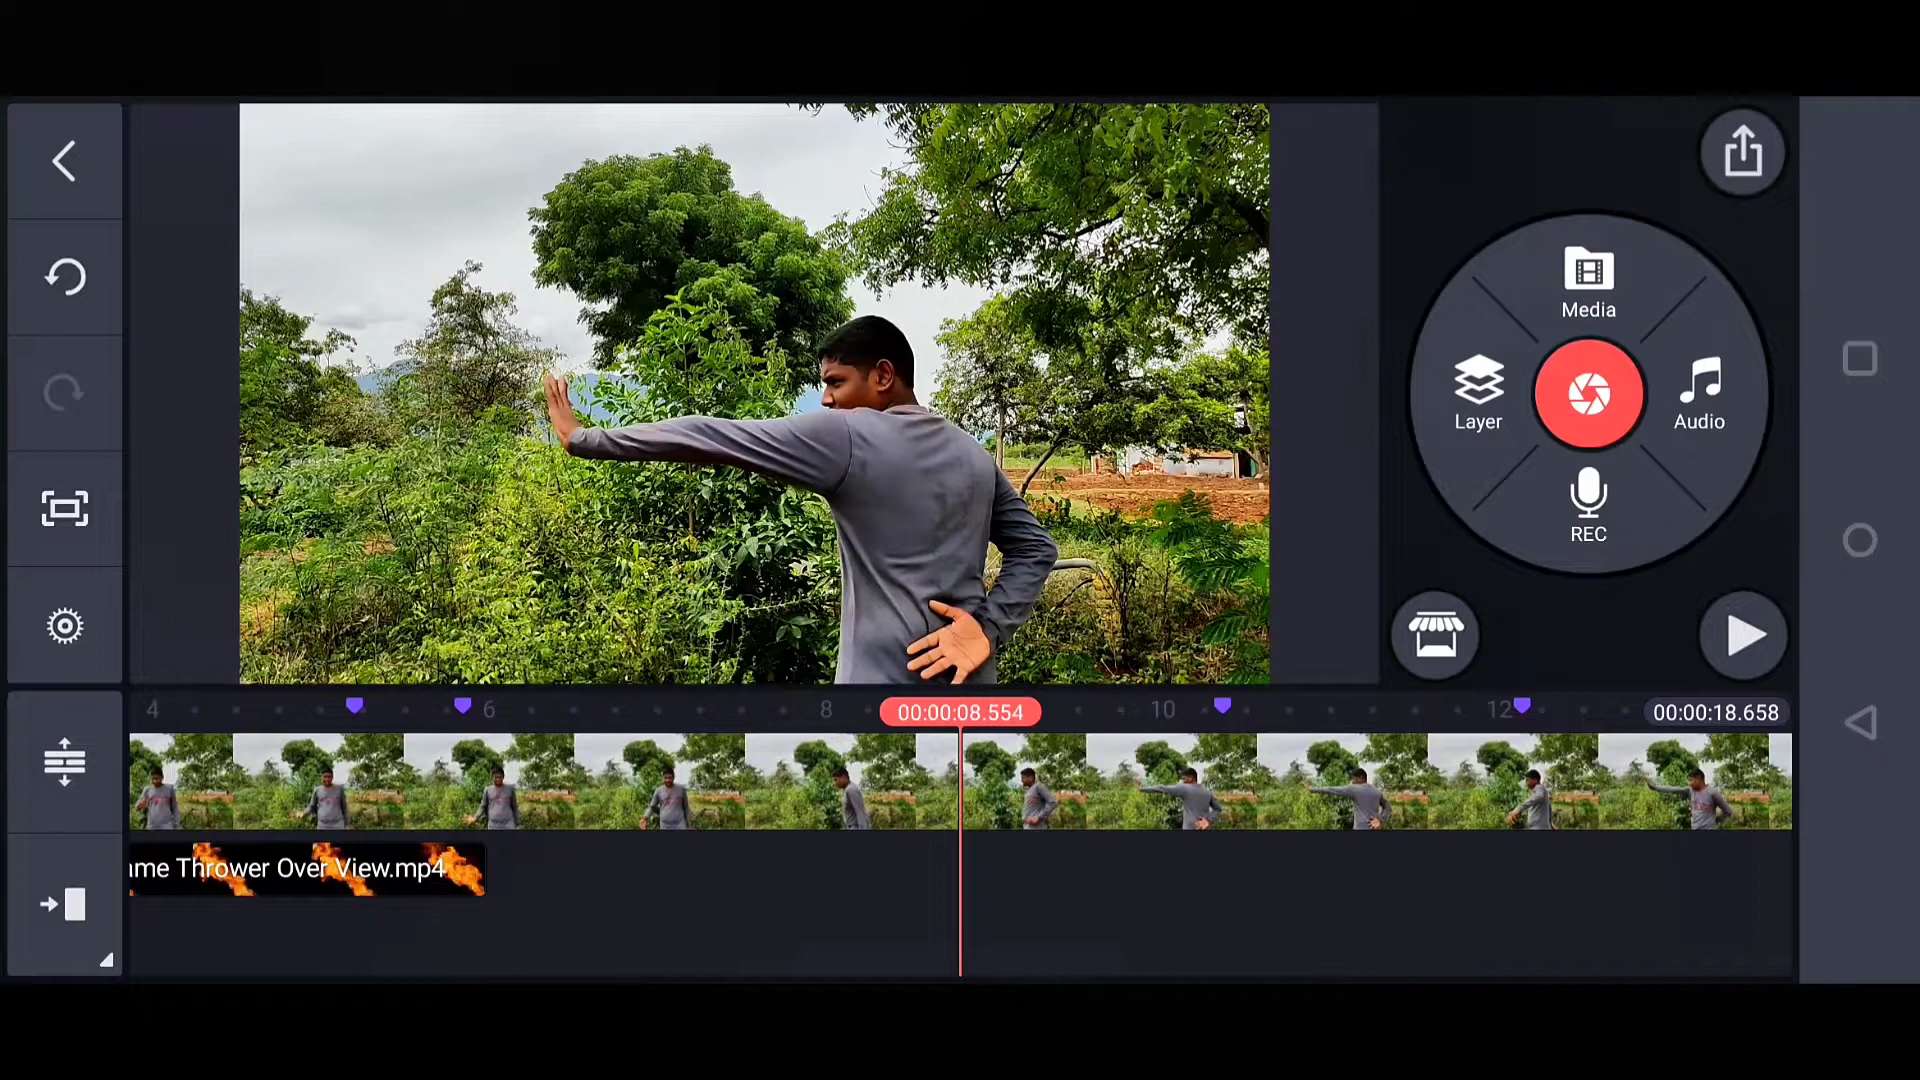 Media
Layer
Audio
REC
4
6
8
00:00:08.554
10
12
00:00:18.658
me Thrower Over View.mp4